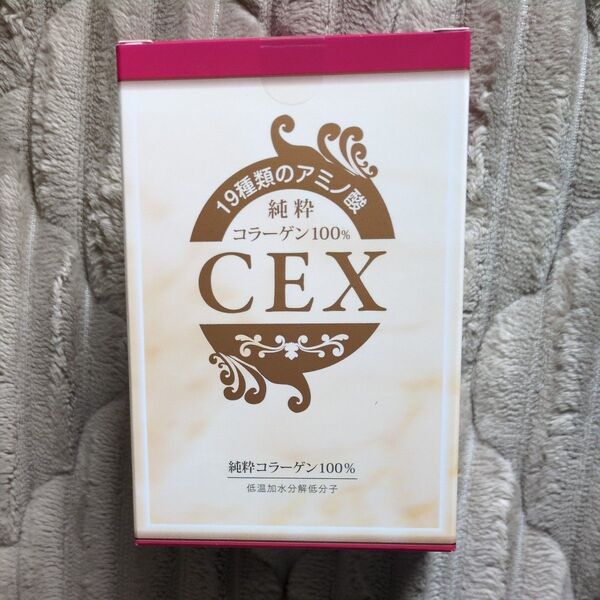 19種類のアミノ酸
純粋
コラーゲン100%
CEX
純粋コラーゲン100%
低温加水分解低分子